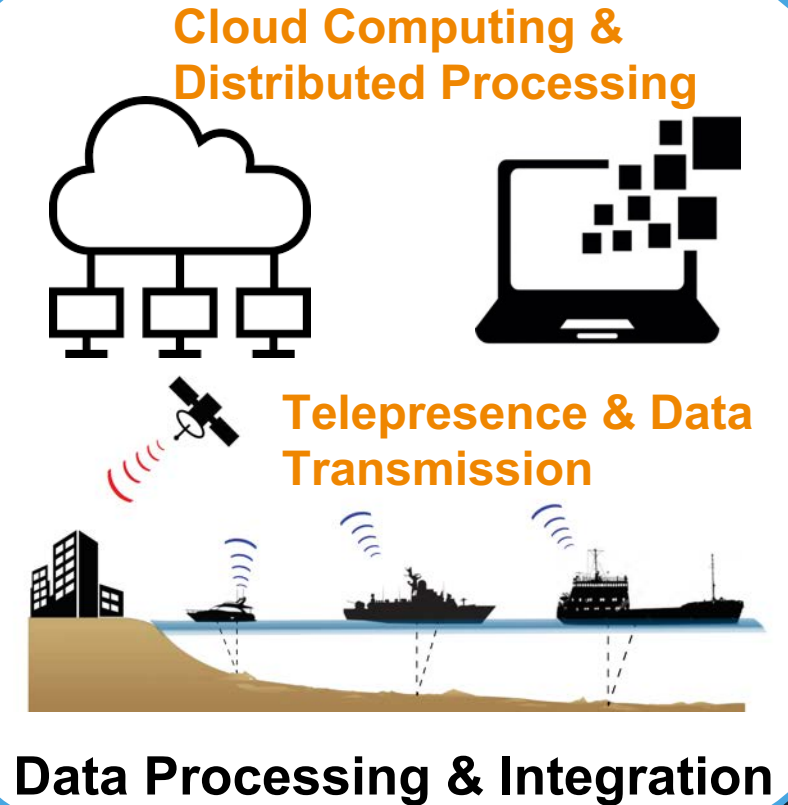 Cloud Computing &
Distributed Processing
Telepresence & Data
Transmission
Data Processing & Integration